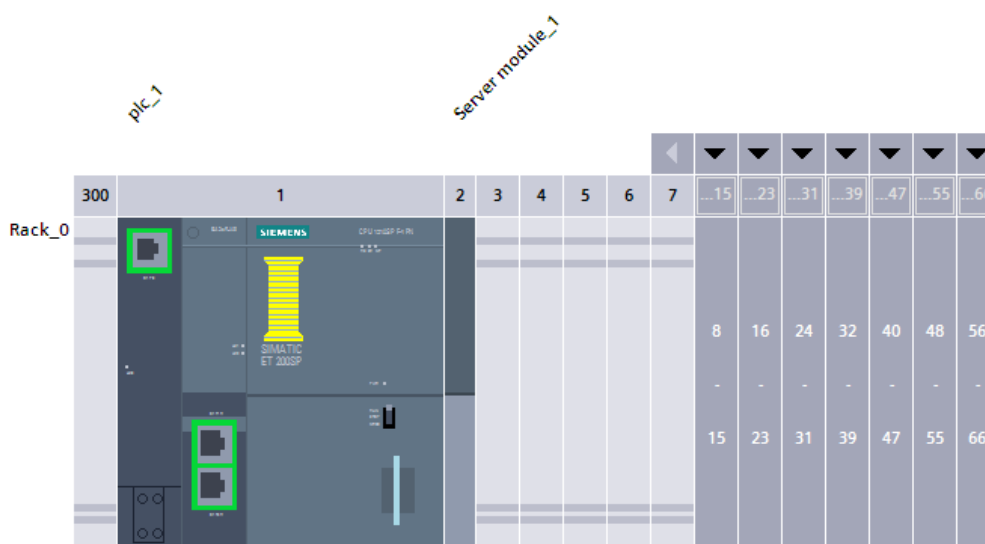 Server module_1
plc_1
...15 ...23 ...31 ...39 ...47 ...55
300 1 2 3 4 5 6 7
Rack_0
SIEMENS
SIMATIC
ET 200SP
8 16 24 32 40 48 56
- - - - - - -
15 23 31 39 47 55 66